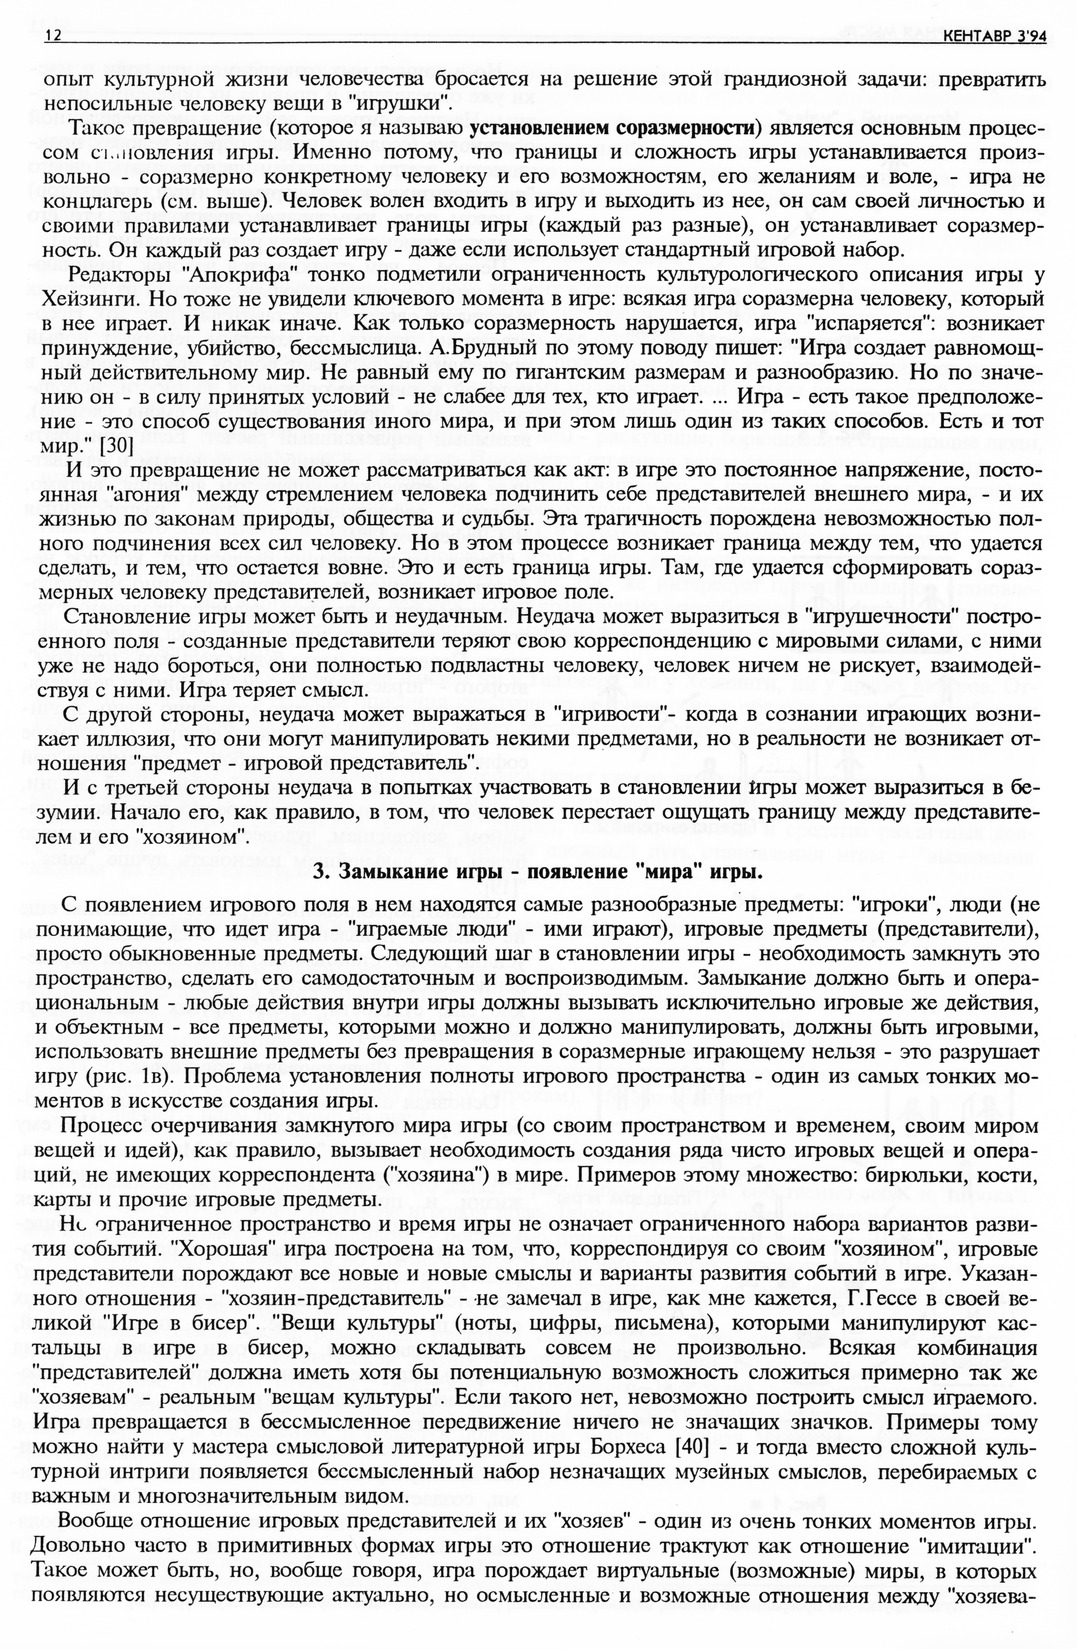 12 КЕНТАВР 3'94
опыт культурной жизни человечества бросается на решение этой грандиозной задачи: превратить
непосильные человеку вещи в "игрушки".
Такое превращение (которое я называю установлением соразмерности) является основным процес-
сом становления игры. Именно потому, что границы и сложность игры устанавливается произ-
вольно - соразмерно конкретному человеку и его возможностям, его желаниям и воле, - игра не
концлагерь (см. выше). Человек волен входить в игру и выходить из нее, он сам своей личностью и
своими правилами устанавливает границы игры (каждый раз разные), он устанавливает соразмер-
ность. Он каждый раз создает игру - даже если использует стандартный игровой набор.
Редакторы "Апокрифа" тонко подметили ограниченность культурологического описания игры у
Хейзинги. Но тоже не увидели ключевого момента в игре: всякая игра соразмерна человеку, который
в нее играет. И никак иначе. Как только соразмерность нарушается, игра "испаряется": возникает
принуждение, убийство, бессмыслица. А.Брудный по этому поводу пишет: "Игра создает равномощ-
ный действительному мир. Не равный ему по гигантским размерам и разнообразию. Но по значе-
нию он - в силу принятых условий - не слабее для тех, кто играет. ... Игра - есть такое предположе-
ние - это способ существования иного мира, и при этом лишь один из таких способов. Есть и тот
мир." [30]
И это превращение не может рассматриваться как акт: в игре это постоянное напряжение, посто-
янная "агония" между стремлением человека подчинить себе представителей внешнего мира, - и их
жизнью по законам природы, общества и судьбы. Эта трагичность порождена невозможностью пол-
ного подчинения всех сил человеку. Но в этом процессе возникает граница между тем, что удается
сделать, и тем, что остается вовне. Это и есть граница игры. Там, где удается сформировать сораз-
мерных человеку представителей, возникает игровое поле.
Становление игры может быть и неудачным. Неудача может выразиться в "игрушечности" постро-
енного поля - созданные представители теряют свою корреспонденцию с мировыми силами, с ними
уже не надо бороться, они полностью подвластны человеку, человек ничем не рискует, взаимодей-
ствуя с ними. Игра теряет смысл.
С другой стороны, неудача может выражаться в "игривости"- когда в сознании играющих возни-
кает иллюзия, что они могут манипулировать некими предметами, но в реальности не возникает от-
ношения "предмет - игровой представитель".
И с третьей стороны неудача в попытках участвовать в становлении игры может выразиться в бе-
зумии. Начало его, как правило, в том, что человек перестает ощущать границу между представите-
лем и его "хозяином".
3. Замыкание игры - появление "мира" игры.
С появлением игрового поля в нем находятся самые разнообразные предметы: "игроки", люди (не
понимающие, что идет игра - "играемые люди" - ими играют), игровые предметы (представители),
просто обыкновенные предметы. Следующий шаг в становлении игры - необходимость замкнуть это
пространство, сделать его самодостаточным и воспроизводимым. Замыкание должно быть и опера-
циональным - любые действия внутри игры должны вызывать исключительно игровые же действия,
и объектным - все предметы, которыми можно и должно манипулировать, должны быть игровыми,
использовать внешние предметы без превращения в соразмерные играющему нельзя - это разрушает
игру (рис. 1в). Проблема установления полноты игрового пространства - один из самых тонких мо-
ментов в искусстве создания игры.
Процесс очерчивания замкнутого мира игры (со своим пространством и временем, своим миром
вещей и идей), как правило, вызывает необходимость создания ряда чисто игровых вещей и опера-
ций, не имеющих корреспондента ("хозяина") в мире. Примеров этому множество: бирюльки, кости,
карты и прочие игровые предметы.
Но ограниченное пространство и время игры не означает ограниченного набора вариантов разви-
тия событий. "Хорошая" игра построена на том, что, корреспондируя со своим "хозяином", игровые
представители порождают все новые и новые смыслы и варианты развития событий в игре. Указан-
ного отношения - "хозяин-представитель" - не замечал в игре, как мне кажется, Г.Гессе в своей ве-
ликой "Игре в бисер". "Вещи культуры" (ноты, цифры, письмена), которыми манипулируют кас-
тальцы в игре в бисер, можно складывать совсем не произвольно. Всякая комбинация
"представителей" должна иметь хотя бы потенциальную возможность сложиться примерно так же
"хозяевам" - реальным "вещам культуры". Если такого нет, невозможно построить смысл играемого.
Игра превращается в бессмысленное передвижение ничего не значащих значков. Примеры тому
можно найти у мастера смысловой литературной игры Борхеса [40] - и тогда вместо сложной куль-
турной интриги появляется бессмысленный набор незначащих музейных смыслов, перебираемых с
важным и многозначительным видом.
Вообще отношение игровых представителей и их "хозяев" - один из очень тонких моментов игры.
Довольно часто в примитивных формах игры это отношение трактуют как отношение "имитации".
Такое может быть, но, вообще говоря, игра порождает виртуальные (возможные) миры, в которых
появляются несуществующие актуально, но осмысленные и возможные отношения между "хозяева-